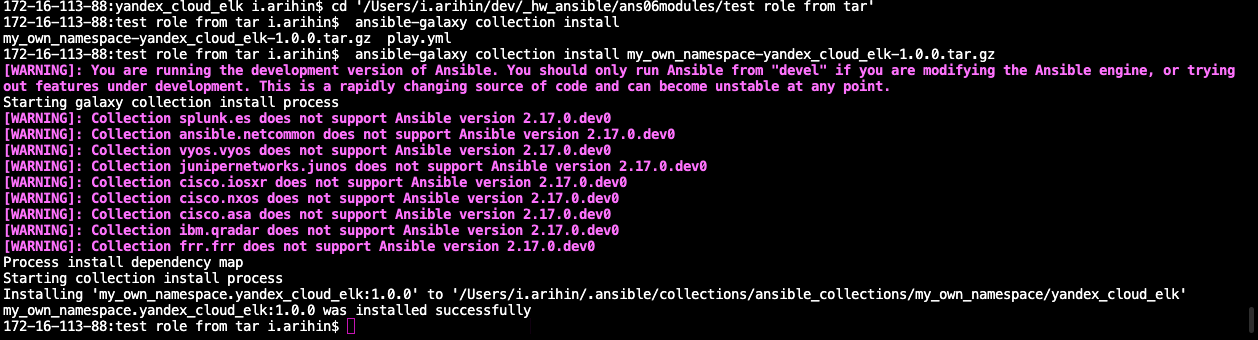 172-16-113-88:yandex_cloud_elk i.arihin$ cd '/Users/i.arihin/dev/_hw_ansible/ans06modules/test role from tar'
172-16-113-88:test role from tar i.arihin$  ansible-galaxy collection install
my_own_namespace-yandex_cloud_elk-1.0.0.tar.gz  play.yml
172-16-113-88:test role from tar i.arihin$  ansible-galaxy collection install my_own_namespace-yandex_cloud_elk-1.0.0.tar.gz
[WARNING]: You are running the development version of Ansible. You should only run Ansible from "devel" if you are modifying the Ansible engine, or trying
out features under development. This is a rapidly changing source of code and can become unstable at any point.
Starting galaxy collection install process
[WARNING]: Collection splunk.es does not support Ansible version 2.17.0.dev0
[WARNING]: Collection ansible.netcommon does not support Ansible version 2.17.0.dev0
[WARNING]: Collection vyos.vyos does not support Ansible version 2.17.0.dev0
[WARNING]: Collection junipernetworks.junos does not support Ansible version 2.17.0.dev0
[WARNING]: Collection cisco.iosxr does not support Ansible version 2.17.0.dev0
[WARNING]: Collection cisco.nxos does not support Ansible version 2.17.0.dev0
[WARNING]: Collection cisco.asa does not support Ansible version 2.17.0.dev0
[WARNING]: Collection ibm.qradar does not support Ansible version 2.17.0.dev0
[WARNING]: Collection frr.frr does not support Ansible version 2.17.0.dev0
Process install dependency map
Starting collection install process
Installing 'my_own_namespace.yandex_cloud_elk:1.0.0' to '/Users/i.arihin/.ansible/collections/ansible_collections/my_own_namespace/yandex_cloud_elk'
my_own_namespace.yandex_cloud_elk:1.0.0 was installed successfully
172-16-113-88:test role from tar i.arihin$